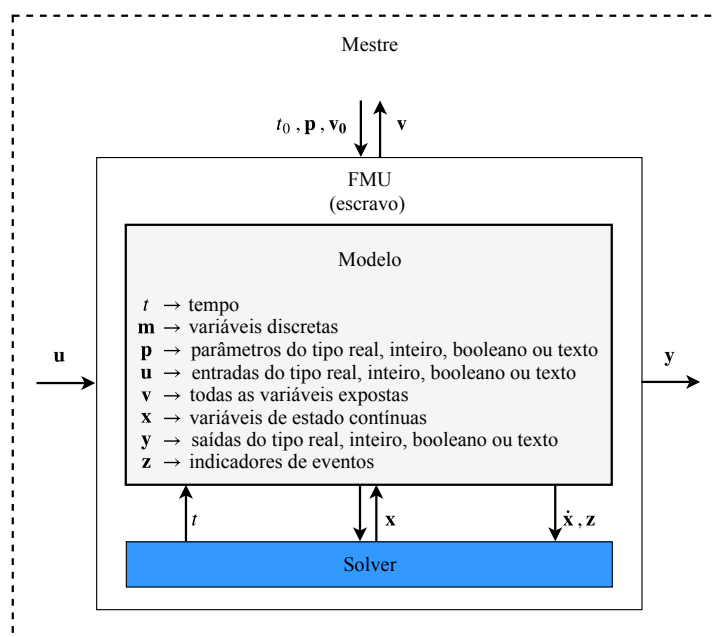 Mestre
t₀ , p , v₀
v
FMU
(escravo)
Modelo
t → tempo
m → variáveis discretas
p → parâmetros do tipo real, inteiro, booleano ou texto
u → entradas do tipo real, inteiro, booleano ou texto
v → todas as variáveis expostas
x → variáveis de estado contínuas
y → saídas do tipo real, inteiro, booleano ou texto
z → indicadores de eventos
u
y
t
x
ẋ , z
Solver